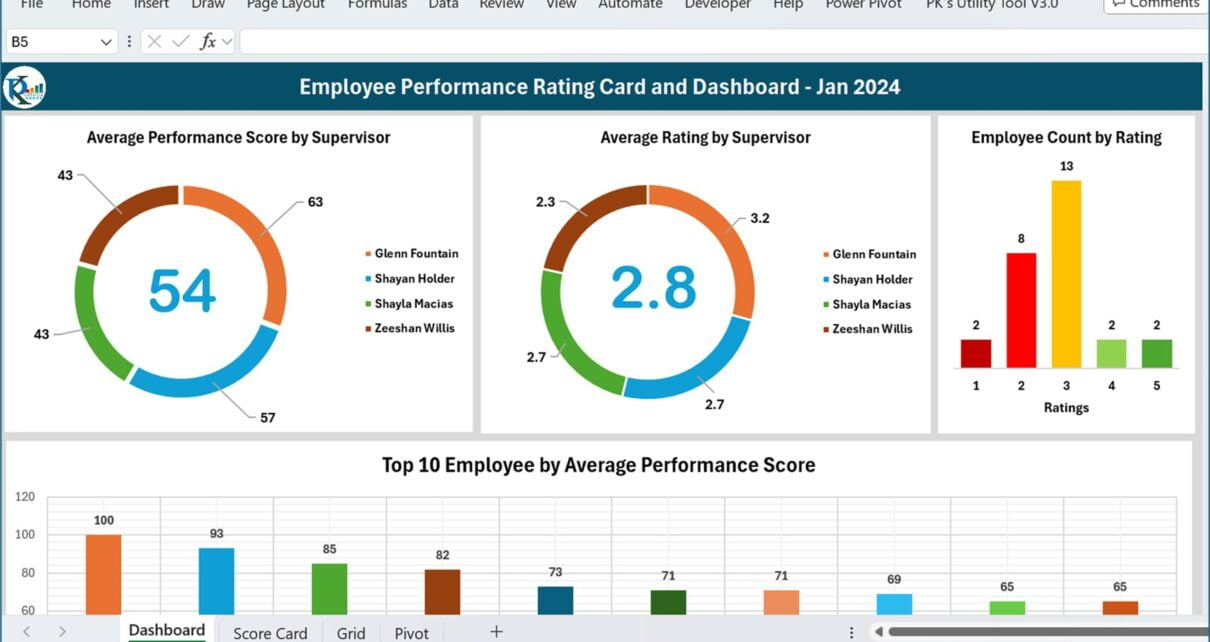 File Home Insert Draw Page Layout Formulas Data Review View Automate Developer Help Power Pivot PK's Utility Tool V3.0 Comments
B5 fx
Employee Performance Rating Card and Dashboard - Jan 2024
Average Performance Score by Supervisor
43
63
54
43
57
Glenn Fountain
Shayan Holder
Shayla Macias
Zeeshan Willis
Average Rating by Supervisor
2.3
3.2
2.8
2.7
2.7
Glenn Fountain
Shayan Holder
Shayla Macias
Zeeshan Willis
Employee Count by Rating
13
8
2 2 2
1 2 3 4 5
Ratings
Top 10 Employee by Average Performance Score
120
100
80
60
100 93 85 82 73 71 71 69 65 65
Dashboard Score Card Grid Pivot +